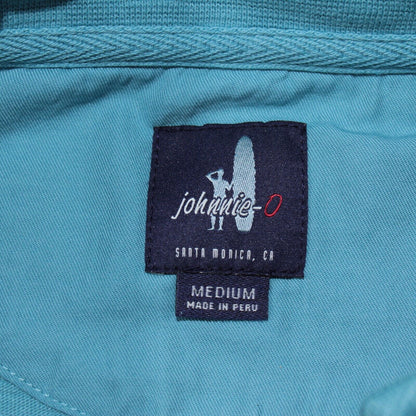 johnnie-O
SANTA MONICA, CA
MEDIUM
MADE IN PERU